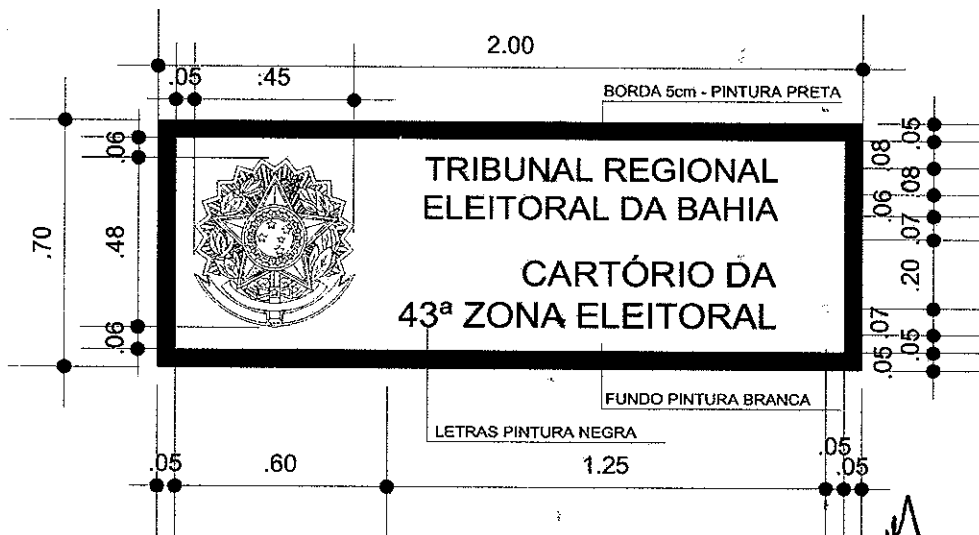 2.00
.05 .45
BORDA 5cm - PINTURA PRETA
.06
.48
.06
.70
TRIBUNAL REGIONAL
ELEITORAL DA BAHIA
CARTÓRIO DA
43ª ZONA ELEITORAL
.05
.08
.08
.06
.07
.20
.07
.05
.05
FUNDO PINTURA BRANCA
LETRAS PINTURA NEGRA
.05 .60 1.25 .05
.05